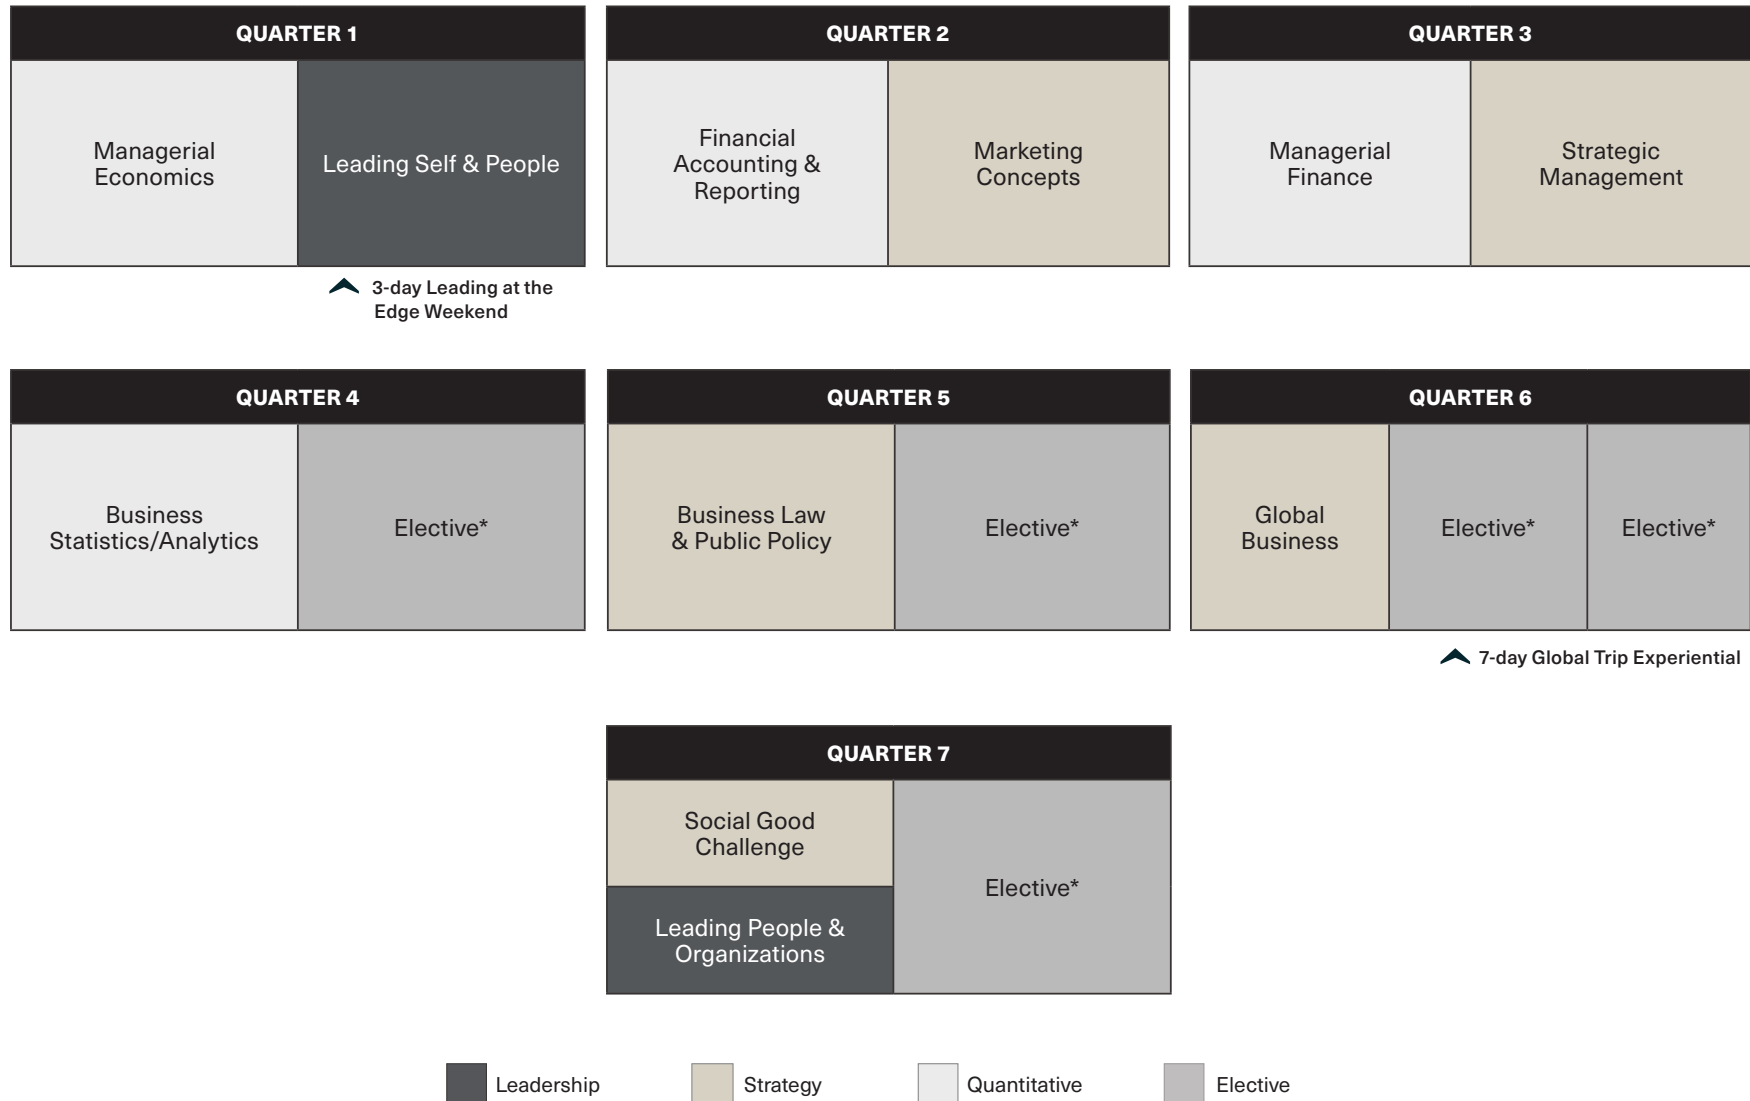 QUARTER 1
Managerial
Economics
Leading Self & People
3-day Leading at the
Edge Weekend
QUARTER 2
Financial
Accounting &
Reporting
Marketing
Concepts
QUARTER 3
Managerial
Finance
Strategic
Management
QUARTER 4
Business
Statistics/Analytics
Elective*
QUARTER 5
Business Law
& Public Policy
Elective*
QUARTER 6
Global
Business
Elective*
Elective*
7-day Global Trip Experiential
QUARTER 7
Social Good
Challenge
Leading People &
Organizations
Elective*
Leadership
Strategy
Quantitative
Elective